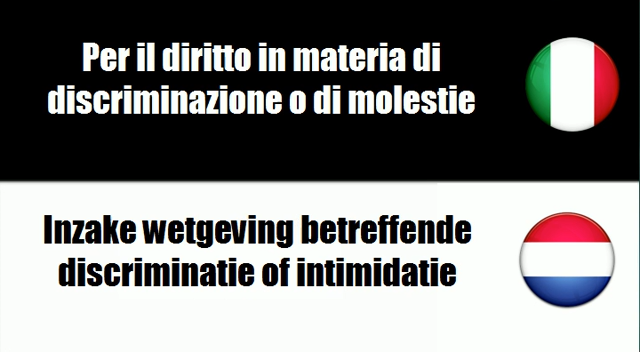 Per il diritto in materia di
discriminazione o di molestie
Inzake wetgeving betreffende
discriminatie of intimidatie